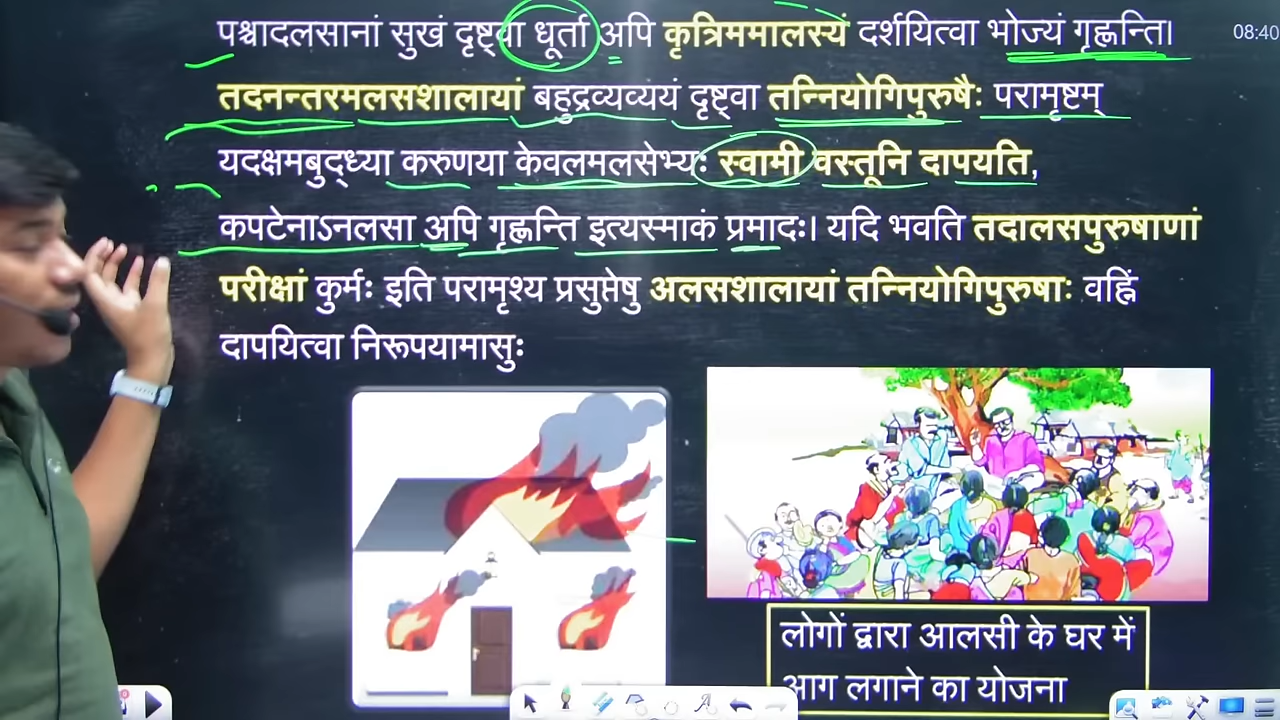 पश्चादलसानां सुखं दृष्ट्वा धूर्ता अपि कृत्रिममालस्यं दर्शयित्वा भोज्यं गृह्णन्ति।
08:40
तदनन्तरमलसशालायां बहुद्रव्यव्ययं दृष्ट्वा तन्नियोगिपुरुषैः परामृष्टम्
यदक्षमबुद्ध्या करुणया केवलमलसेभ्यः स्वामी वस्तूनि दापयति,
कपटेनाऽनलसा अपि गृह्णन्ति इत्यस्माकं प्रमादः। यदि भवति तदालसपुरुषाणां
परीक्षां कुर्मः इति परामृश्य प्रसुप्तेषु अलसशालायां तन्नियोगिपुरुषाः वह्निं
दापयित्वा निरूपयामासुः
लोगों द्वारा आलसी के घर में
आग लगाने का योजना